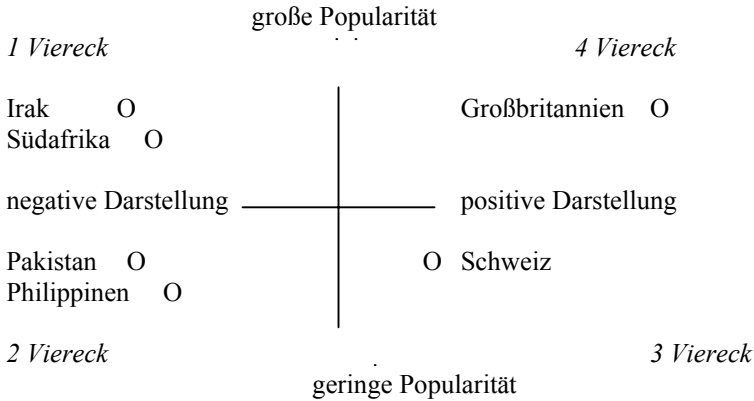 große Popularität
1 Viereck 4 Viereck
Irak O Großbritannien O
Südafrika O
negative Darstellung positive Darstellung
Pakistan O O Schweiz
Philippinen O
2 Viereck 3 Viereck
geringe Popularität